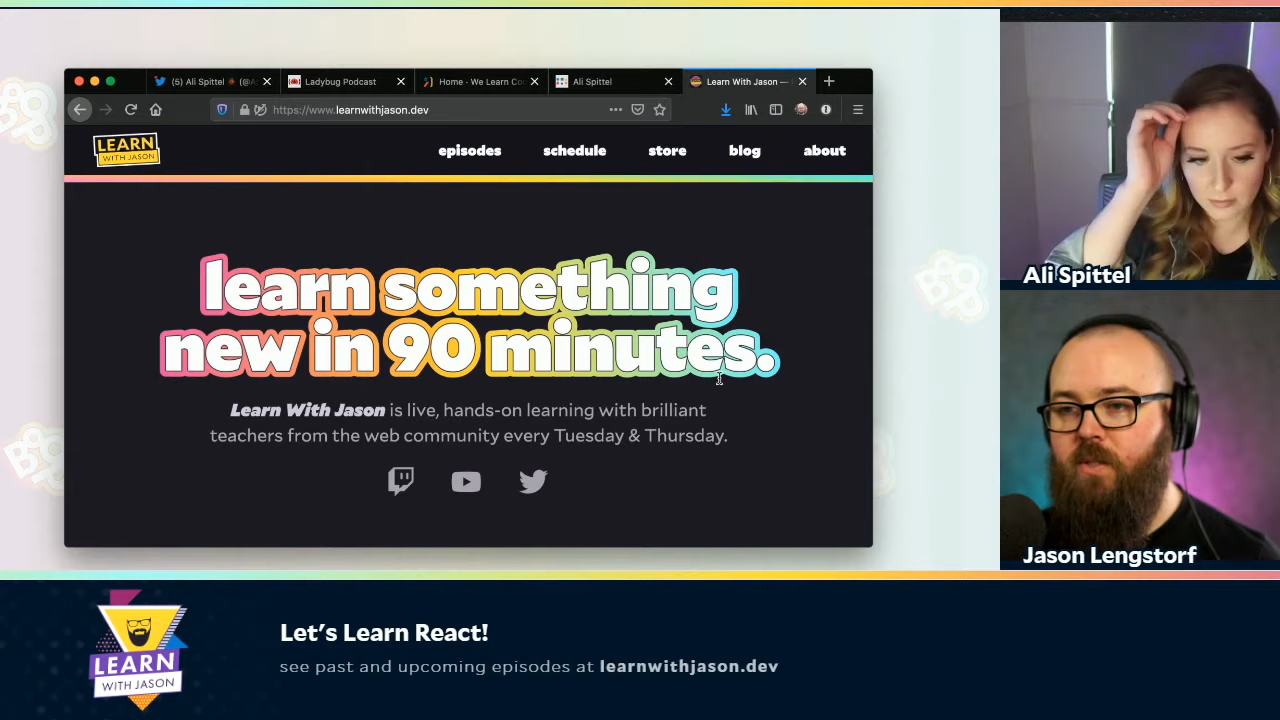 (5) Ali Spittel
Ladybug Podcast
Home - We Learn Co
Ali Spittel
Learn With Jason —
https://www.learnwithjason.dev
LEARN
WITH JASON
episodes
schedule
store
blog
about
learn something
new in 90 minutes.
Learn With Jason is live, hands-on learning with brilliant
teachers from the web community every Tuesday & Thursday.
Ali Spittel
Jason Lengstorf
LEARN
WITH JASON
Let's Learn React!
see past and upcoming episodes at learnwithjason.dev